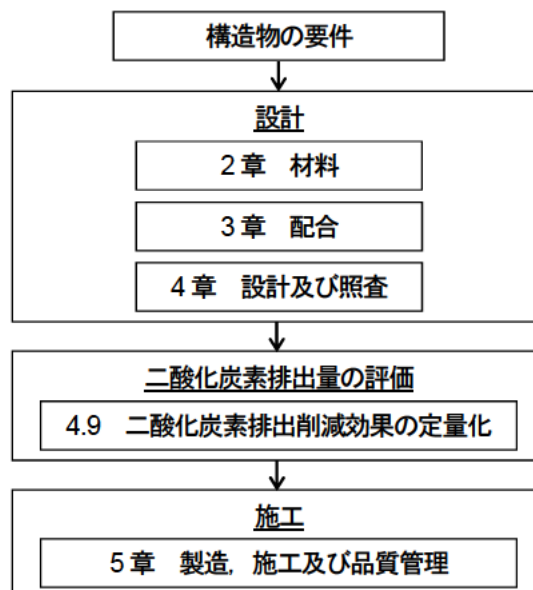 構造物の要件
設計
2章 材料
3章 配合
4章 設計及び照査
二酸化炭素排出量の評価
4.9 二酸化炭素排出削減効果の定量化
施工
5章 製造，施工及び品質管理